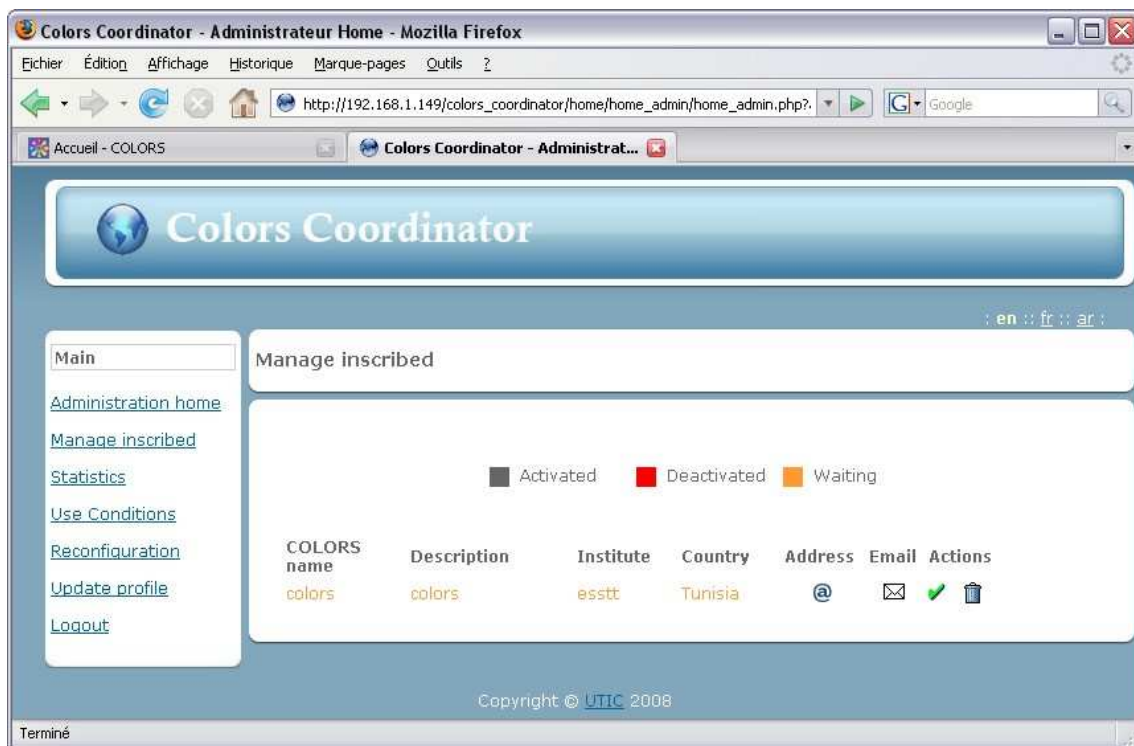 Colors Coordinator - Administrateur Home - Mozilla Firefox
Fichier Édition Affichage Historique Marque-pages Outils ?
http://192.168.1.149/colors_coordinator/home/home_admin/home_admin.php?. G Google
Accueil - COLORS Colors Coordinator - Administrat...
Colors Coordinator
: en :: fr :: ar :
Main
Administration home
Manage inscribed
Statistics
Use Conditions
Reconfiguration
Update profile
Logout
Manage inscribed
Activated Deactivated Waiting
COLORS name Description Institute Country Address Email Actions
colors colors esstt Tunisia @
Copyright © UTIC 2008
Terminé